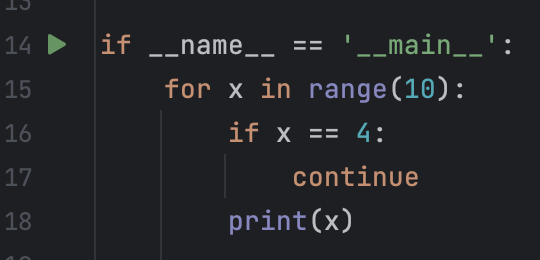 13
14 if __name__ == '__main__':
15     for x in range(10):
16         if x == 4:
17             continue
18         print(x)